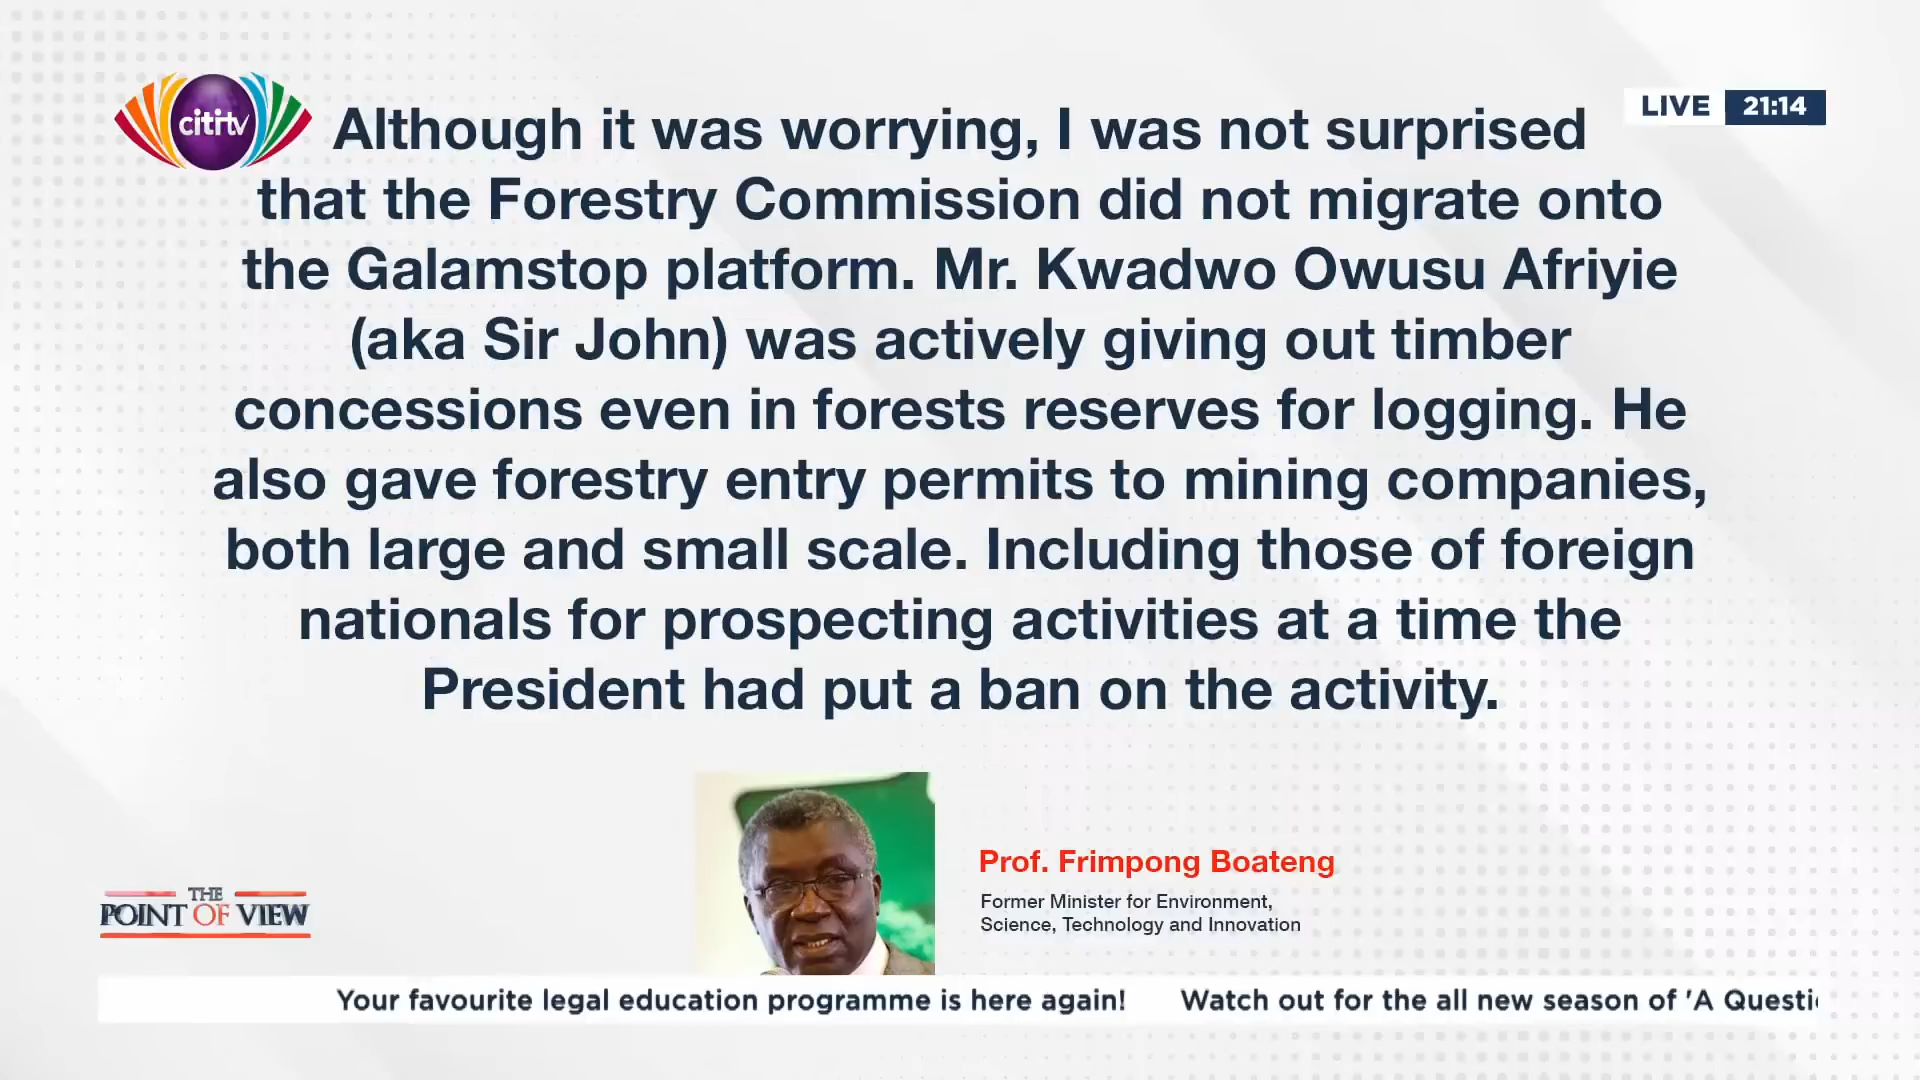 cititv
LIVE 21:14
Although it was worrying, I was not surprised
that the Forestry Commission did not migrate onto
the Galamstop platform. Mr. Kwadwo Owusu Afriyie
(aka Sir John) was actively giving out timber
concessions even in forests reserves for logging. He
also gave forestry entry permits to mining companies,
both large and small scale. Including those of foreign
nationals for prospecting activities at a time the
President had put a ban on the activity.
Prof. Frimpong Boateng
Former Minister for Environment,
Science, Technology and Innovation
THE
POINT OF VIEW
Your favourite legal education programme is here again! Watch out for the all new season of 'A Questi